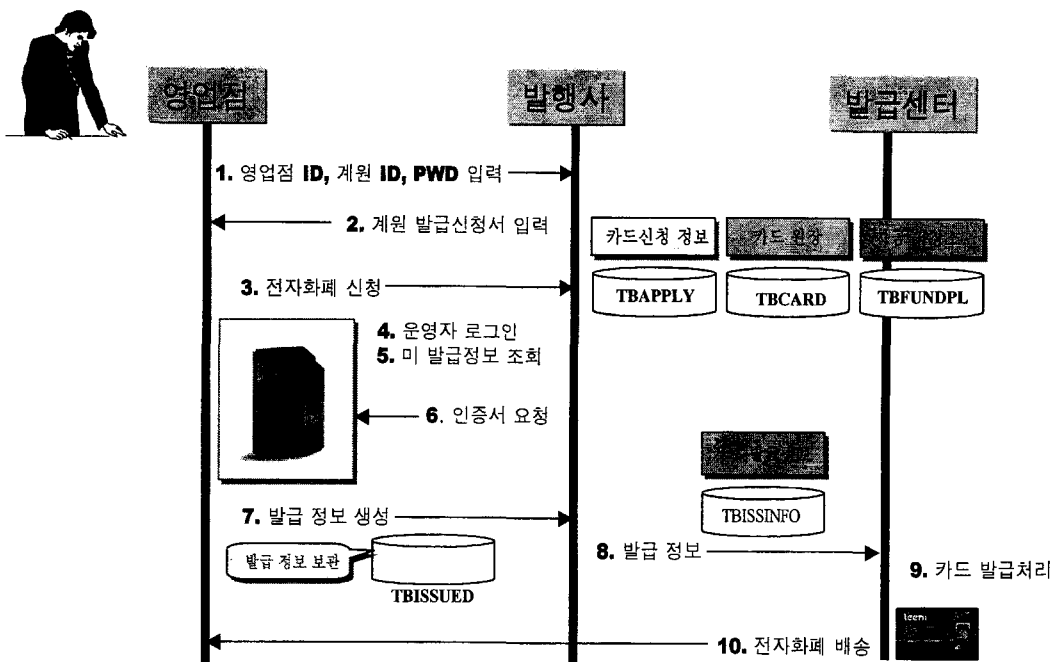 영업점
발행사
발급센터
1. 영업점 ID, 계원 ID, PWD 입력
2. 계원 발급신청서 입력
카드신청 정보
카드 원장
3. 전자화폐 신청
TBAPPLY
TBCARD
TBFUNDPL
4. 운영자 로그인
5. 미 발급정보 조회
6. 인증서 요청
7. 발급 정보 생성
TBISSINFO
발급 정보 보관
8. 발급 정보
9. 카드 발급처리
TBISSUED
10. 전자화폐 배송